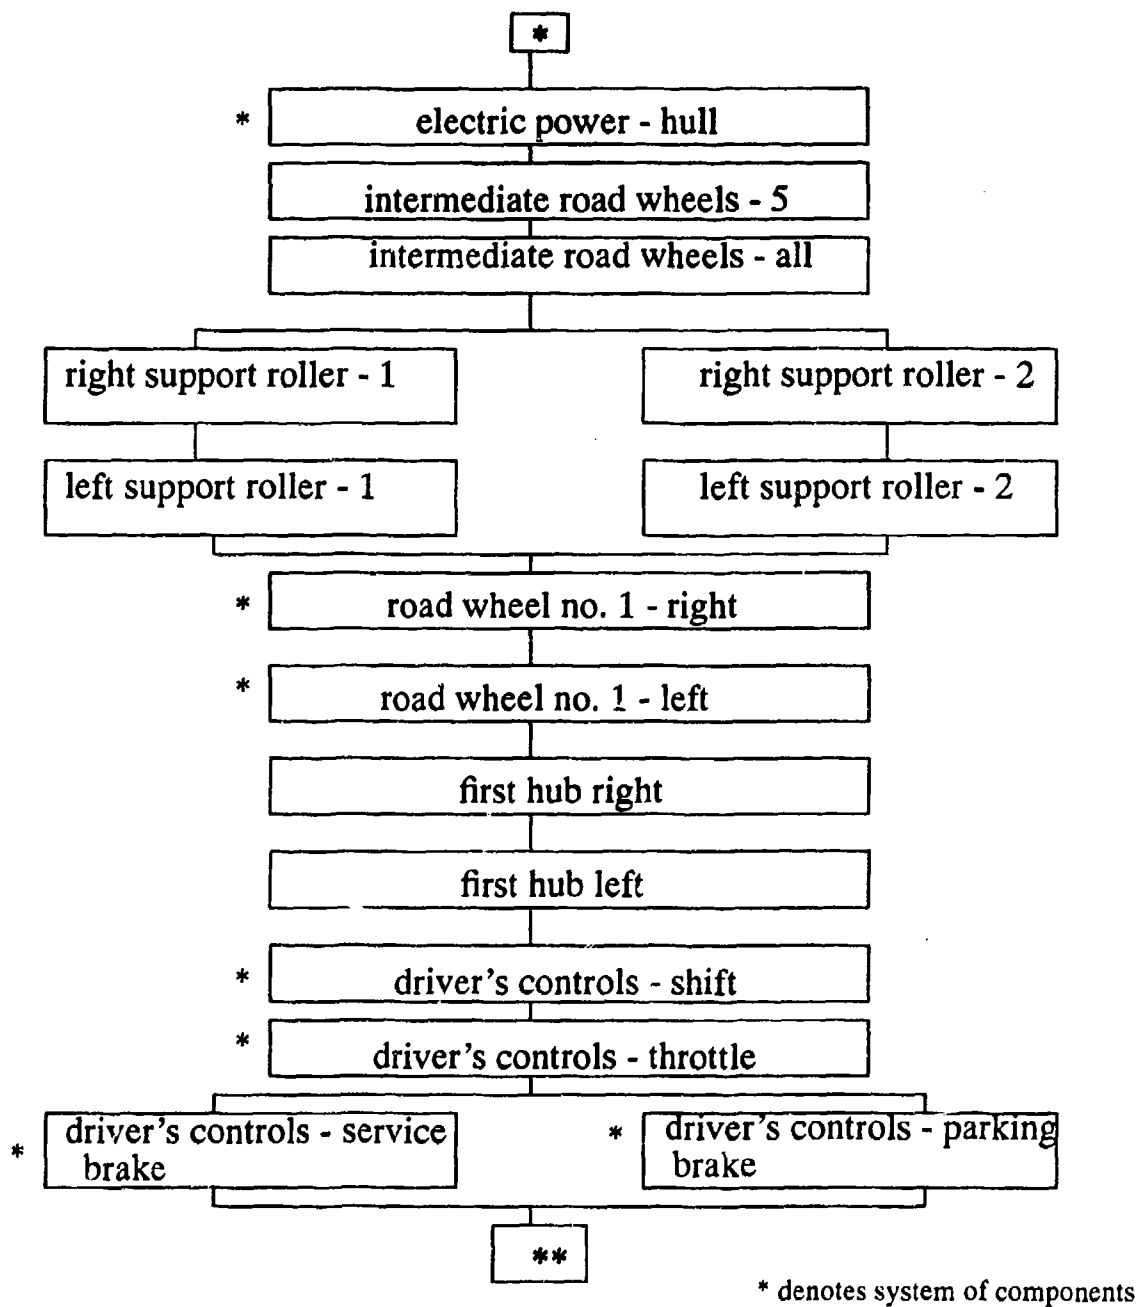 *
* electric power - hull
intermediate road wheels - 5
intermediate road wheels - all
right support roller - 1
right support roller - 2
left support roller - 1
left support roller - 2
* road wheel no. 1 - right
* road wheel no. 1 - left
first hub right
first hub left
* driver's controls - shift
* driver's controls - throttle
* driver's controls - service
brake
* driver's controls - parking
brake
**
* denotes system of components